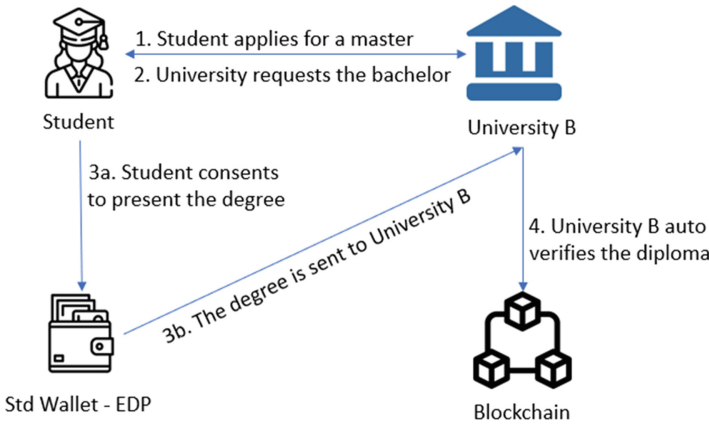 1. Student applies for a master
2. University requests the bachelor
Student
University B
3a. Student consents
to present the degree
3b. The degree is sent to University B
4. University B auto
verifies the diploma
Std Wallet - EDP
Blockchain